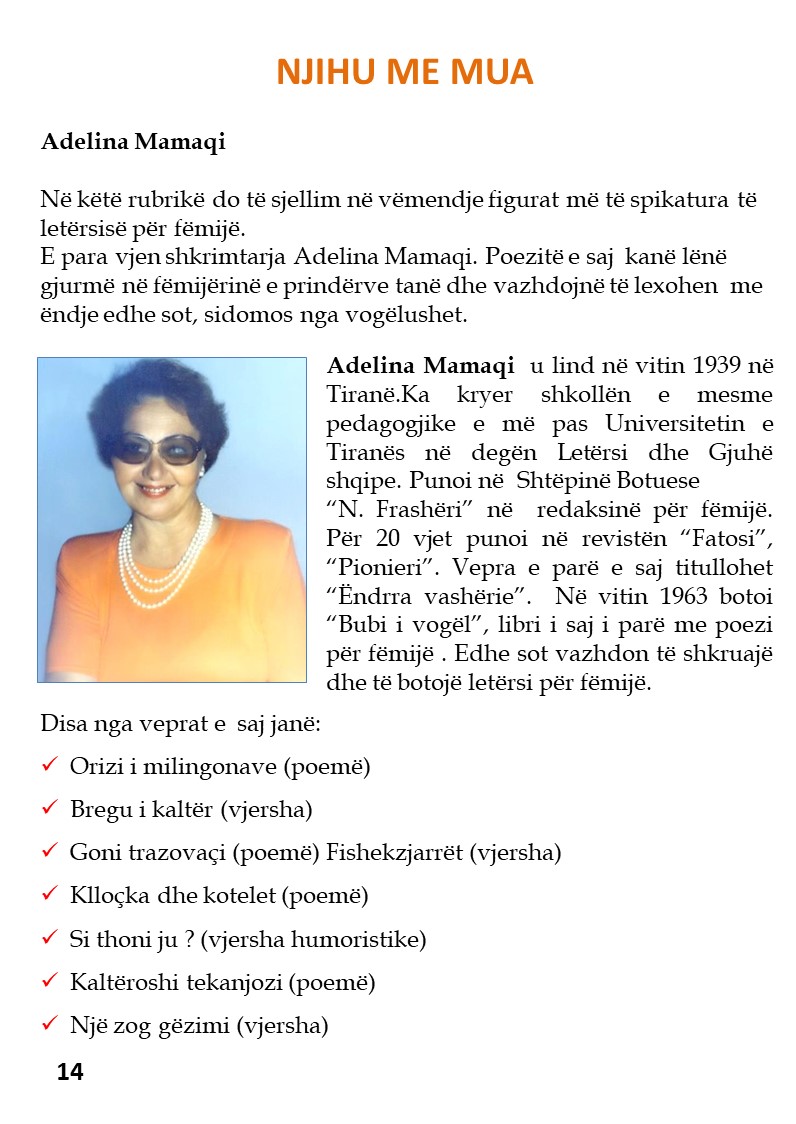 NJIHU ME MUA
Adelina Mamaqi
Në këtë rubrikë do të sjellim në vëmendje figurat më të spikatura të
letërsisë për fëmijë.
E para vjen shkrimtarja Adelina Mamaqi. Poezitë e saj kanë lënë
gjurmë në fëmijërinë e prindërve tanë dhe vazhdojnë të lexohen me
ëndje edhe sot, sidomos nga vogëlushet.
Adelina Mamaqi u lind në vitin 1939 në
Tiranë.Ka kryer shkollën e mesme
pedagogjike e më pas Universitetin e
Tiranës në degën Letërsi dhe Gjuhë
shqipe. Punoi në Shtëpinë Botuese
“N. Frashëri” në redaksinë për fëmijë.
Për 20 vjet punoi në revistën “Fatosi”,
“Pionieri”. Vepra e parë e saj titullohet
“Ëndrra vashërie”. Në vitin 1963 botoi
“Bubi i vogël”, libri i saj i parë me poezi
për fëmijë . Edhe sot vazhdon të shkruajë
dhe të botojë letërsi për fëmijë.
Disa nga veprat e saj janë:
✓ Orizi i milingonave (poemë)
✓ Bregu i kaltër (vjersha)
✓ Goni trazovaçi (poemë) Fishekzjarrët (vjersha)
✓ Klloçka dhe kotelet (poemë)
✓ Si thoni ju ? (vjersha humoristike)
✓ Kaltëroshi tekanjozi (poemë)
✓ Një zog gëzimi (vjersha)
14